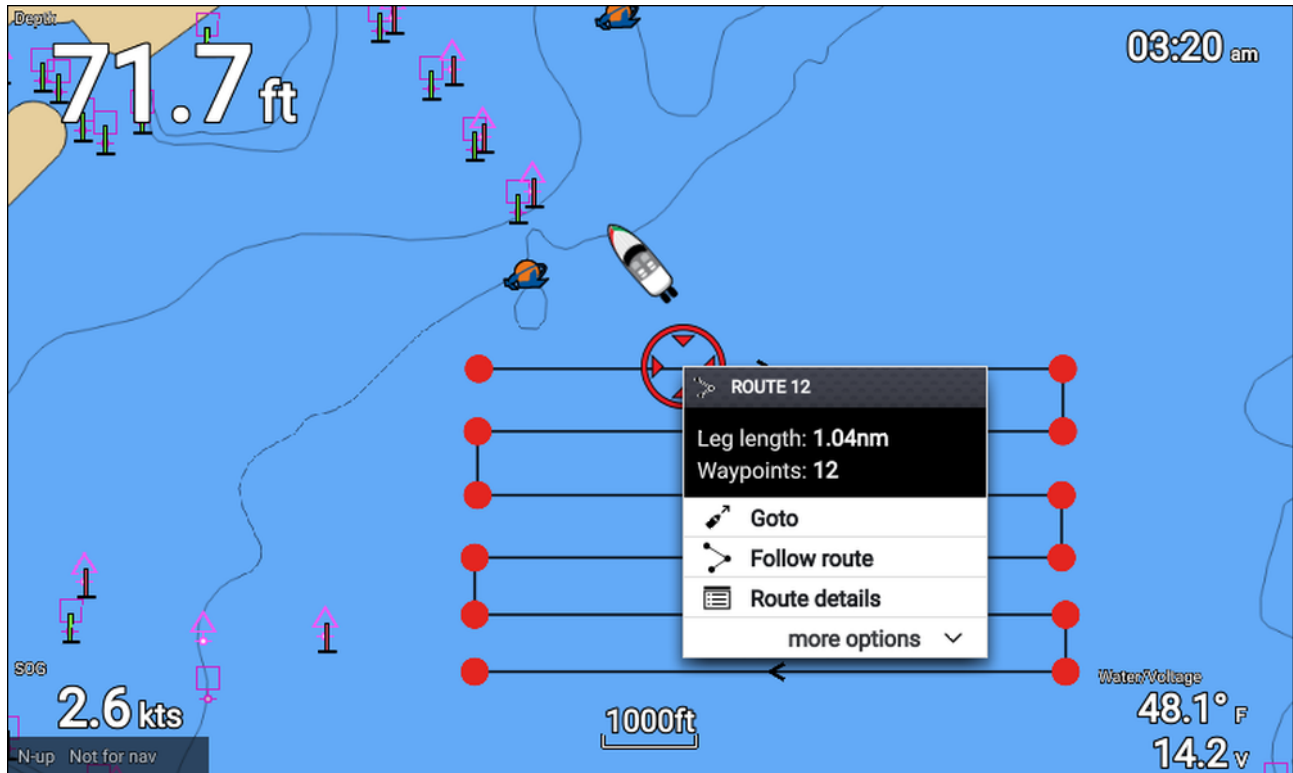 Depth
71.7 ft
03:20 am
ROUTE 12
Leg length: 1.04nm
Waypoints: 12
Goto
Follow route
Route details
more options
SOG
2.6 kts
1000ft
Water/Voltage
48.1° F
14.2 v
N-up Not for nav